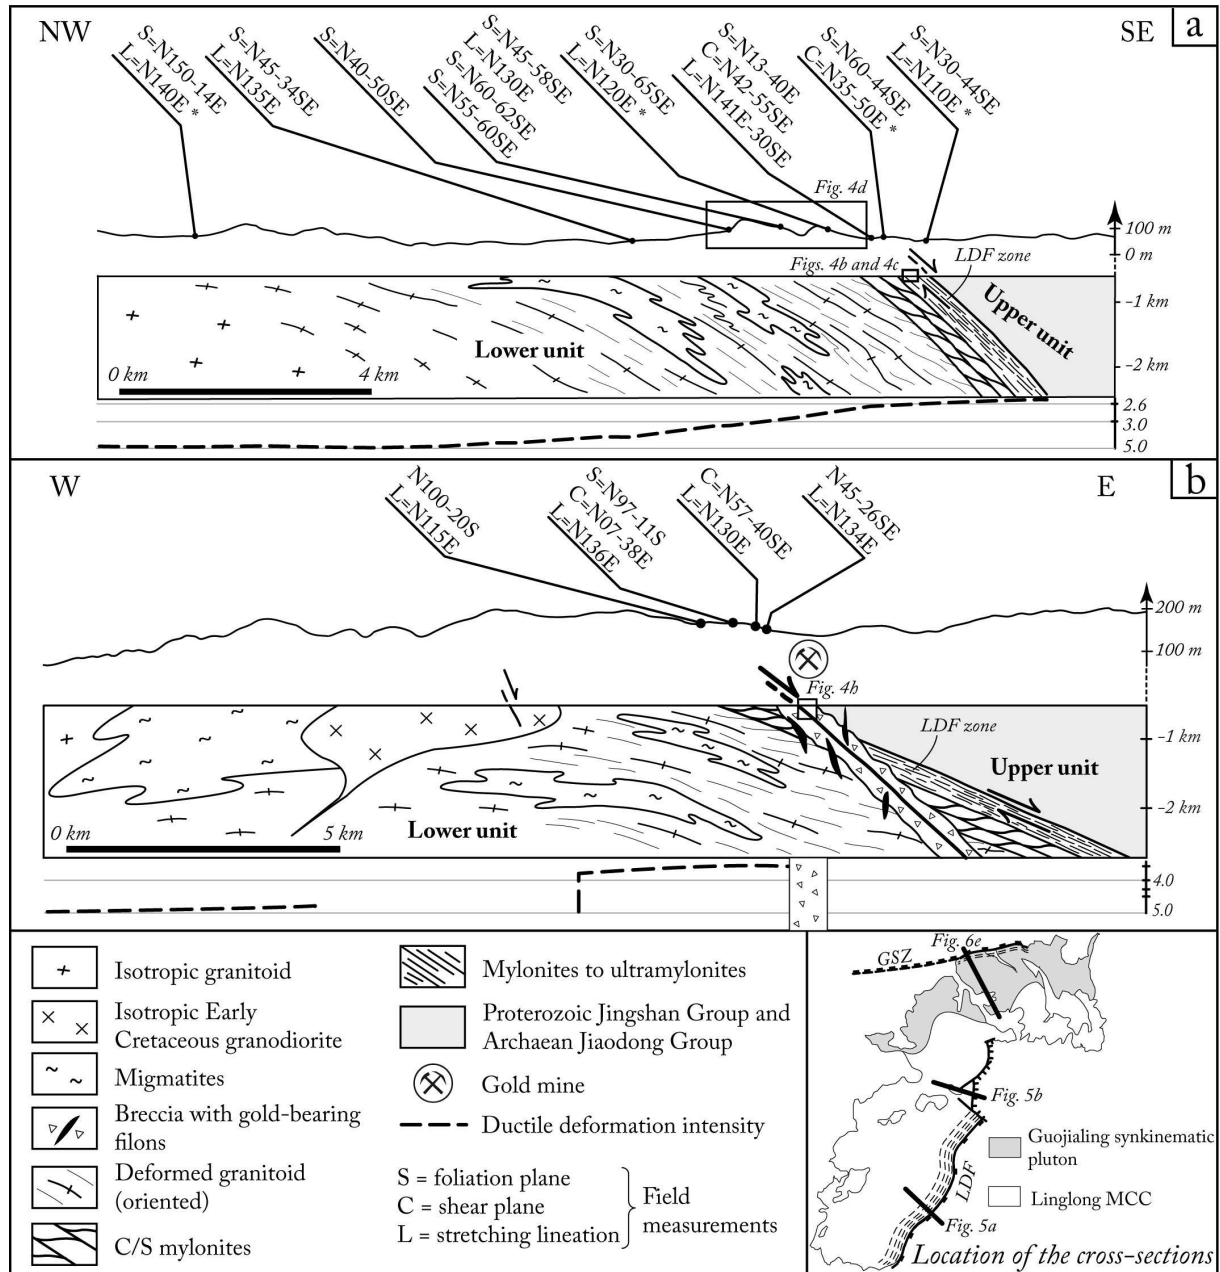 NW
SE
a
S=N150-14E
L=N140E *
S=N45-34SE
L=N135E
S=N40-50SE
S=N45-58SE
L=N130E
S=N60-62SE
S=N55-60SE
S=N30-65SE
L=N120E *
S=N13-40E
C=N42-55SE
L=N141E-30SE
S=N60-44SE
C=N35-50E *
S=N30-44SE
L=N110E *
Fig. 4d
100 m
0 m
Figs. 4b and 4c
LDF zone
Upper unit
Lower unit
-1 km
-2 km
0 km
4 km
2.6
3.0
5.0
W
E
b
N100-20S
L=N115E
S=N97-11S
C=N07-38E
L=N136E
C=N57-40SE
L=N130E
N45-26SE
L=N134E
200 m
100 m
Fig. 4h
LDF zone
Upper unit
-1 km
-2 km
0 km
5 km
Lower unit
4.0
5.0
Isotropic granitoid
Isotropic Early
Cretaceous granodiorite
Migmatites
Breccia with gold-bearing
filons
Deformed granitoid
(oriented)
C/S mylonites
Mylonites to ultramylonites
Proterozoic Jingshan Group and
Archaean Jiaodong Group
Gold mine
Ductile deformation intensity
S = foliation plane
C = shear plane
L = stretching lineation
Field
measurements
Fig. 6e
GSZ
Fig. 5b
Guojialing synkinematic
pluton
LDF
Linglong MCC
Fig. 5a
Location of the cross-sections